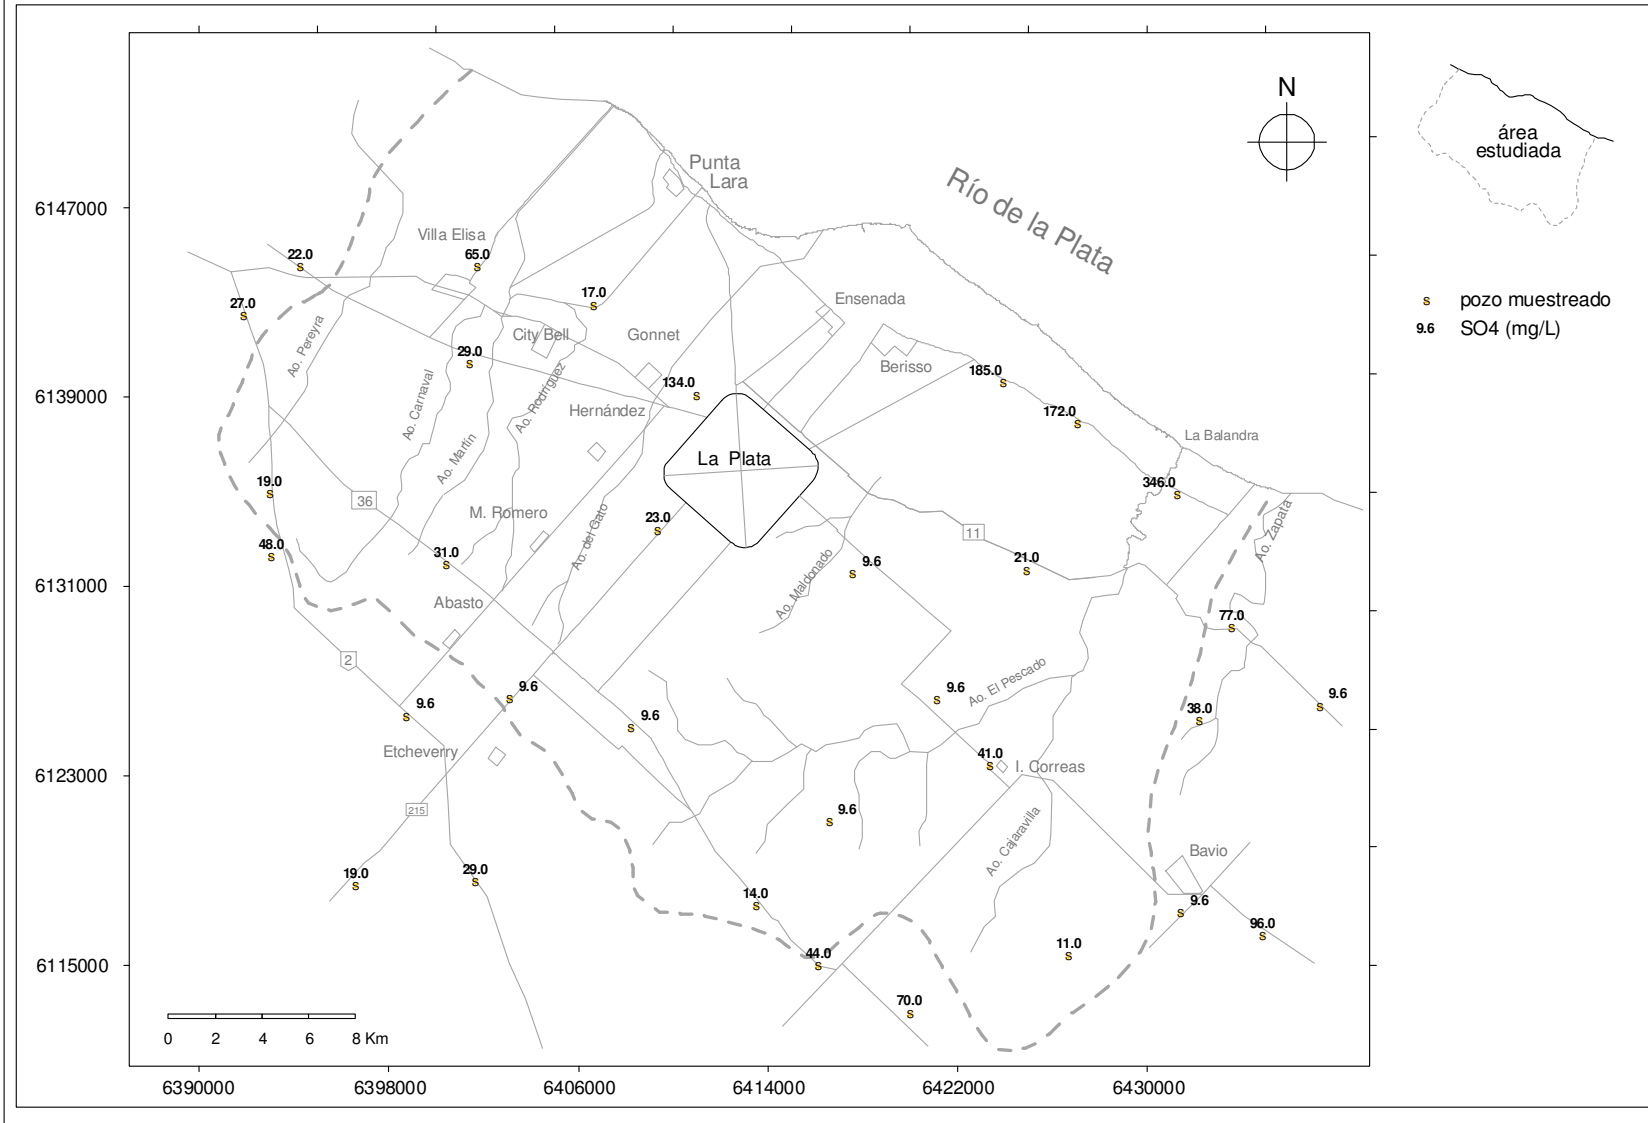 N
Río de la Plata
Punta
Lara
6147000
Villa Elisa
22.0
65.0
27.0
17.0
Ensenada
City Bell
Gonnet
Ao. Pereyra
29.0
Berisso
185.0
134.0
6139000
Ao. Carnaval
Ao. Rodríguez
Hernández
172.0
La Balandra
Ao. Martín
La Plata
19.0
36
346.0
M. Romero
23.0
Ao. del Gato
11
Ao. Zapata
48.0
31.0
9.6
21.0
Ao. Maldonado
6131000
Abasto
77.0
2
9.6
9.6
9.6
9.6
Ao. El Pescado
38.0
9.6
Etcheverry
41.0
I. Correas
6123000
215
9.6
Ao. Cajaravilla
Bavio
19.0
29.0
14.0
9.6
96.0
44.0
11.0
6115000
70.0
0 2 4 6 8 Km
6390000 6398000 6406000 6414000 6422000 6430000
área
estudiada
s pozo muestreado
9.6 SO4 (mg/L)